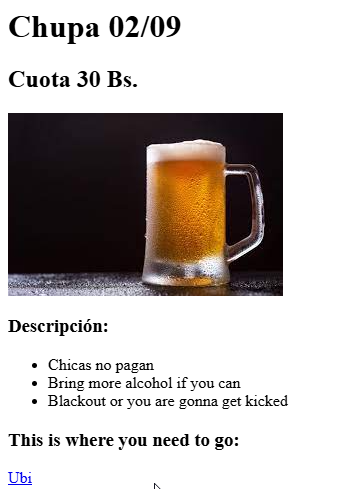 Chupa 02/09
Cuota 30 Bs.
Descripción:
Chicas no pagan
Bring more alcohol if you can
Blackout or you are gonna get kicked
This is where you need to go:
Ubi